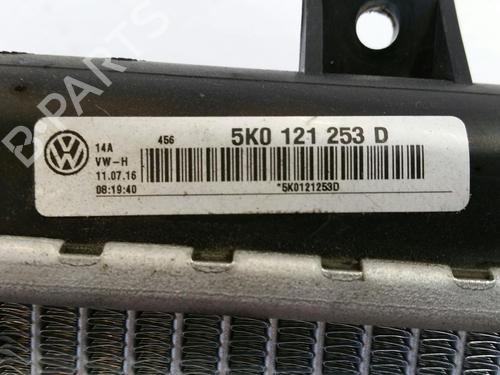 B-PARTS
14A
456
5K0 121 253 D
VW-H
11.07.16
08:19:40
*5K0121253D